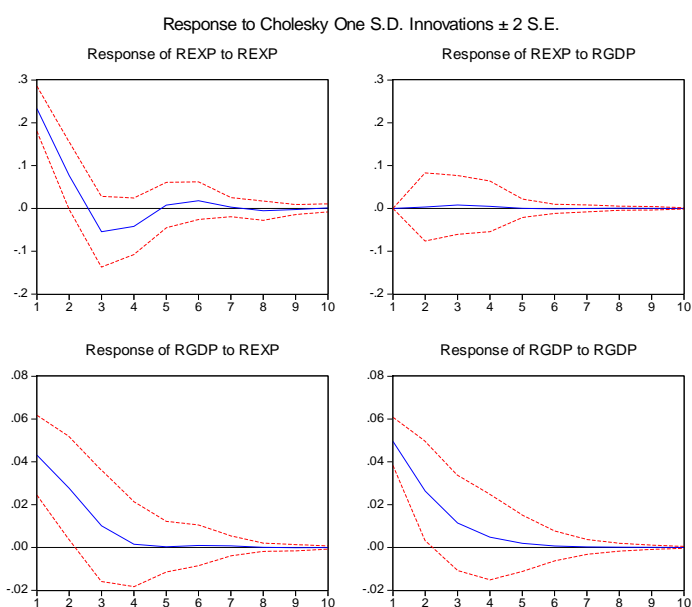 Response to Cholesky One S.D. Innovations ± 2 S.E.
Response of REXP to REXP
.3
.2
.1
.0
-.1
-.2
1 2 3 4 5 6 7 8 9 10
Response of REXP to RGDP
.3
.2
.1
.0
-.1
-.2
1 2 3 4 5 6 7 8 9 10
Response of RGDP to REXP
.08
.06
.04
.02
.00
-.02
1 2 3 4 5 6 7 8 9 10
Response of RGDP to RGDP
.08
.06
.04
.02
.00
-.02
1 2 3 4 5 6 7 8 9 10